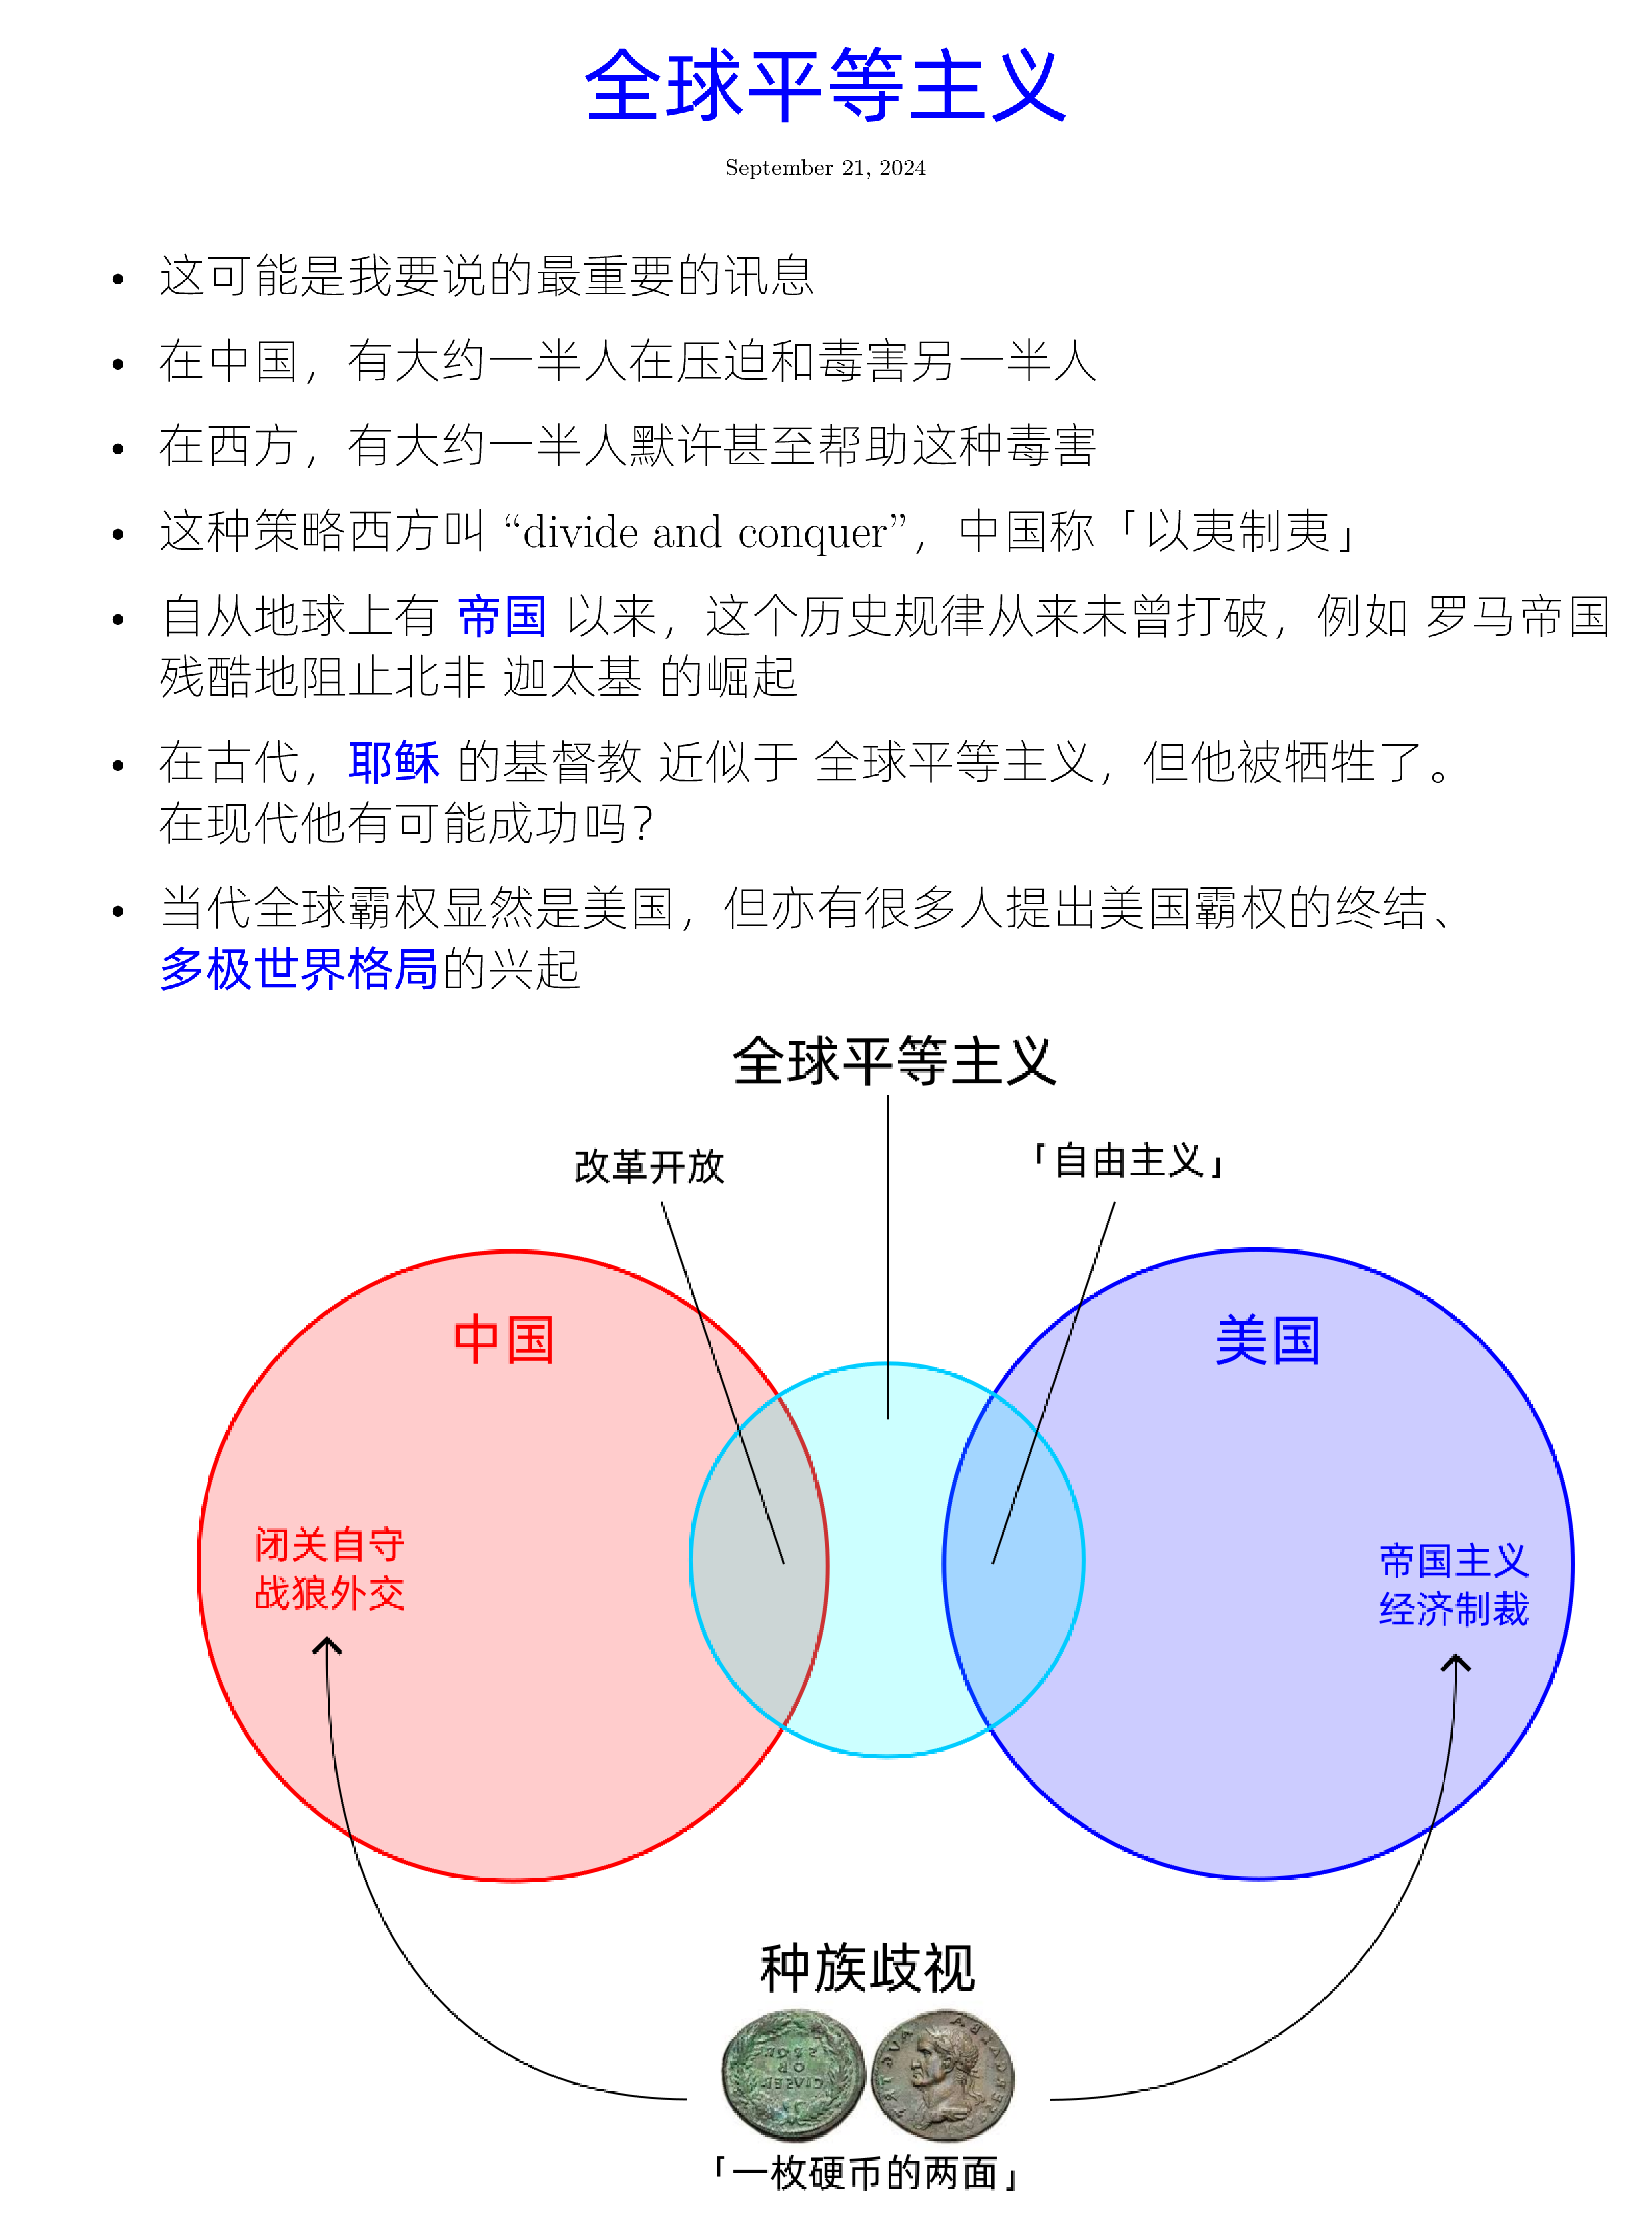 全球平等主义
September 21, 2024
• 这可能是我要说的最重要的讯息
• 在中国，有大约一半人在压迫和毒害另一半人
• 在西方，有大约一半人默许甚至帮助这种毒害
• 这种策略西方叫 “divide and conquer”，中国称「以夷制夷」
• 自从地球上有 帝国 以来，这个历史规律从来未曾打破，例如 罗马帝国
残酷地阻止北非 迦太基 的崛起
• 在古代，耶稣 的基督教 近似于 全球平等主义，但他被牺牲了。
在现代他有可能成功吗？
• 当代全球霸权显然是美国，但亦有很多人提出美国霸权的终结、
多极世界格局的兴起
全球平等主义
改革开放
「自由主义」
中国
美国
闭关自守
战狼外交
帝国主义
经济制裁
种族歧视
「一枚硬币的两面」